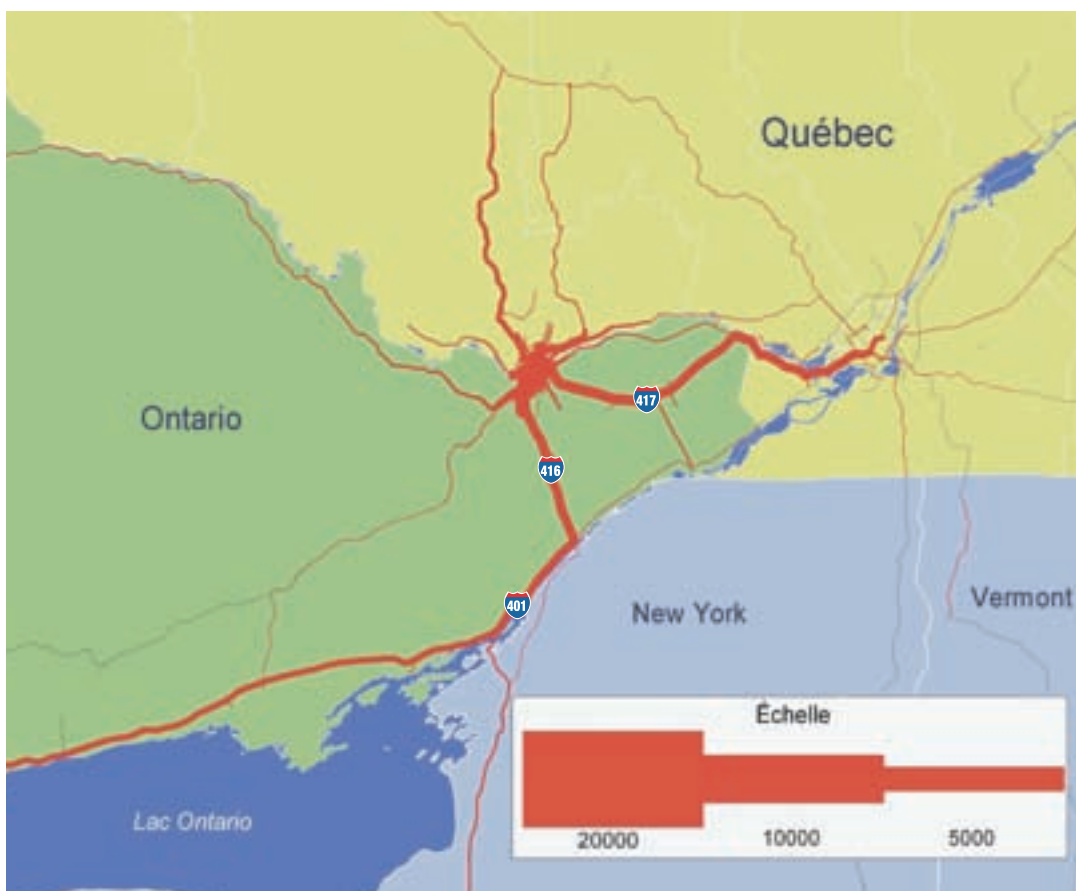 Québec
Ontario
417
416
401
New York
Vermont
Échelle
20000 10000 5000
Lac Ontario